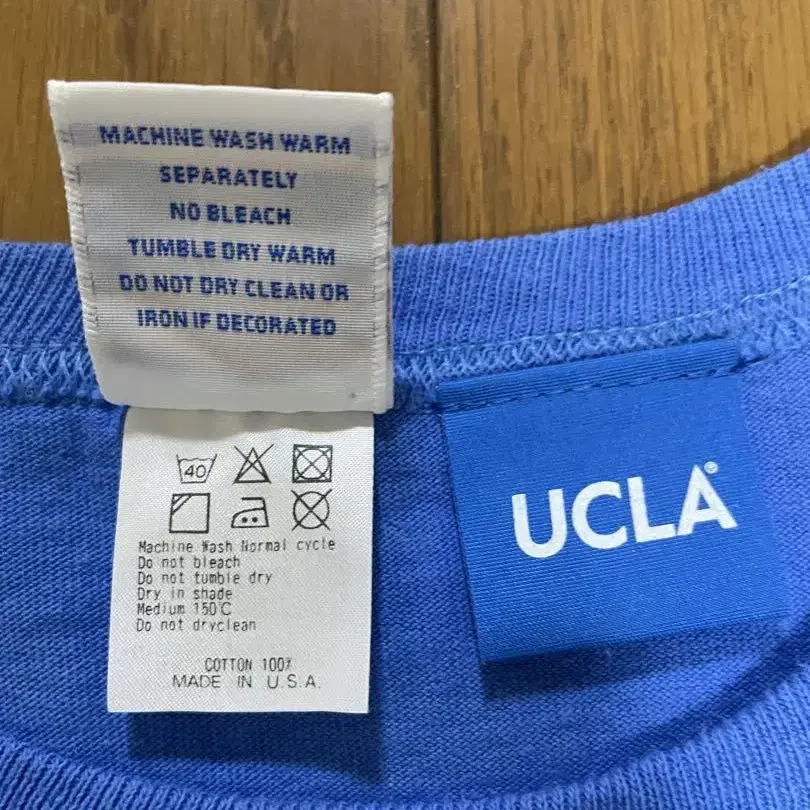 MACHINE WASH WARM
SEPARATELY
NO BLEACH
TUMBLE DRY WARM
DO NOT DRY CLEAN OR
IRON IF DECORATED
40
Machine Wash Normal cycle
Do not bleach
Do not tumble dry
Dry in shade
Medium 150℃
Do not dryclean
COTTON 100%
MADE IN U.S.A.
UCLA®